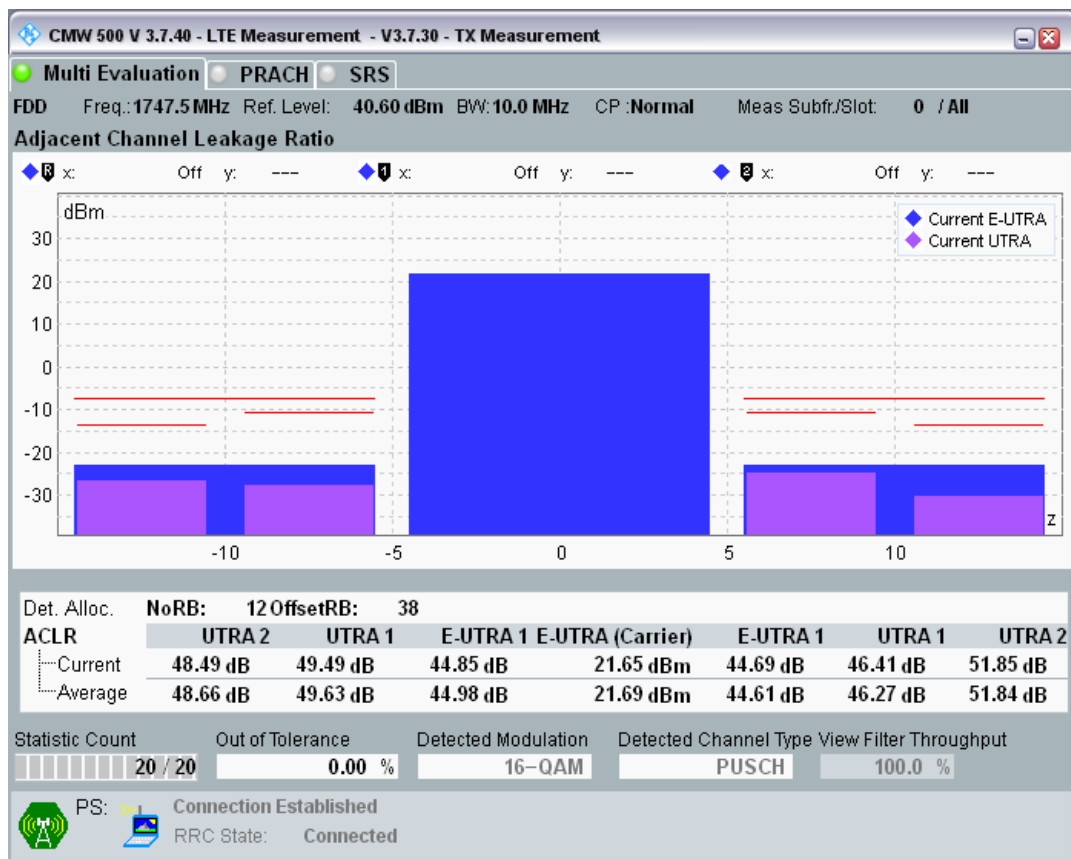 CMW 500 V 3.7.40 - LTE Measurement - V3.7.30 - TX Measurement
Multi Evaluation PRACH SRS
FDD Freq.:1747.5 MHz Ref. Level: 40.60 dBm BW:10.0 MHz CP :Normal Meas Subfr./Slot: 0 / All
Adjacent Channel Leakage Ratio
R x: Off y: --- 1 x: Off y: --- 2 x: Off y: ---
dBm
Current E-UTRA
Current UTRA
30
20
10
0
-10
-20
-30
z
-10 -5 0 5 10
Det. Alloc. NoRB: 12 OffsetRB: 38
ACLR UTRA 2 UTRA 1 E-UTRA 1 E-UTRA (Carrier) E-UTRA 1 UTRA 1 UTRA 2
Current 48.49 dB 49.49 dB 44.85 dB 21.65 dBm 44.69 dB 46.41 dB 51.85 dB
Average 48.66 dB 49.63 dB 44.98 dB 21.69 dBm 44.61 dB 46.27 dB 51.84 dB
Statistic Count Out of Tolerance Detected Modulation Detected Channel Type View Filter Throughput
20 / 20 0.00 % 16-QAM PUSCH 100.0 %
PS: Connection Established
RRC State: Connected